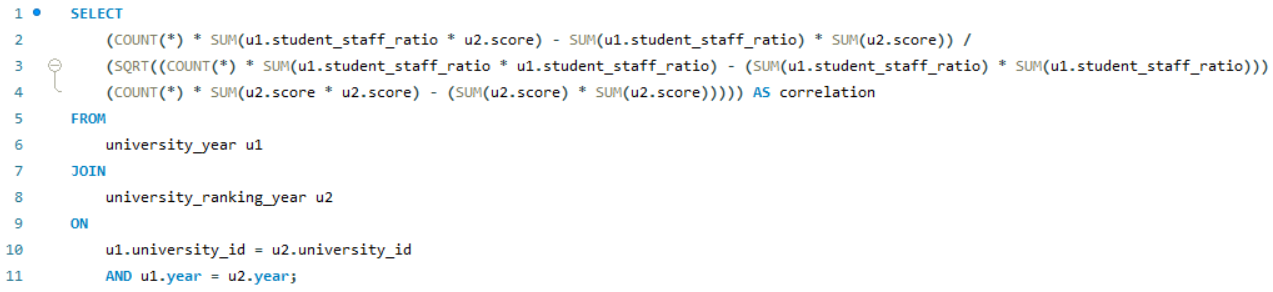 1 SELECT
2 (COUNT(*) * SUM(u1.student_staff_ratio * u2.score) - SUM(u1.student_staff_ratio) * SUM(u2.score)) /
3 (SQRT((COUNT(*) * SUM(u1.student_staff_ratio * u1.student_staff_ratio) - (SUM(u1.student_staff_ratio) * SUM(u1.student_staff_ratio)))
4 (COUNT(*) * SUM(u2.score * u2.score) - (SUM(u2.score) * SUM(u2.score))))) AS correlation
5 FROM
6 university_year u1
7 JOIN
8 university_ranking_year u2
9 ON
10 u1.university_id = u2.university_id
11 AND u1.year = u2.year;